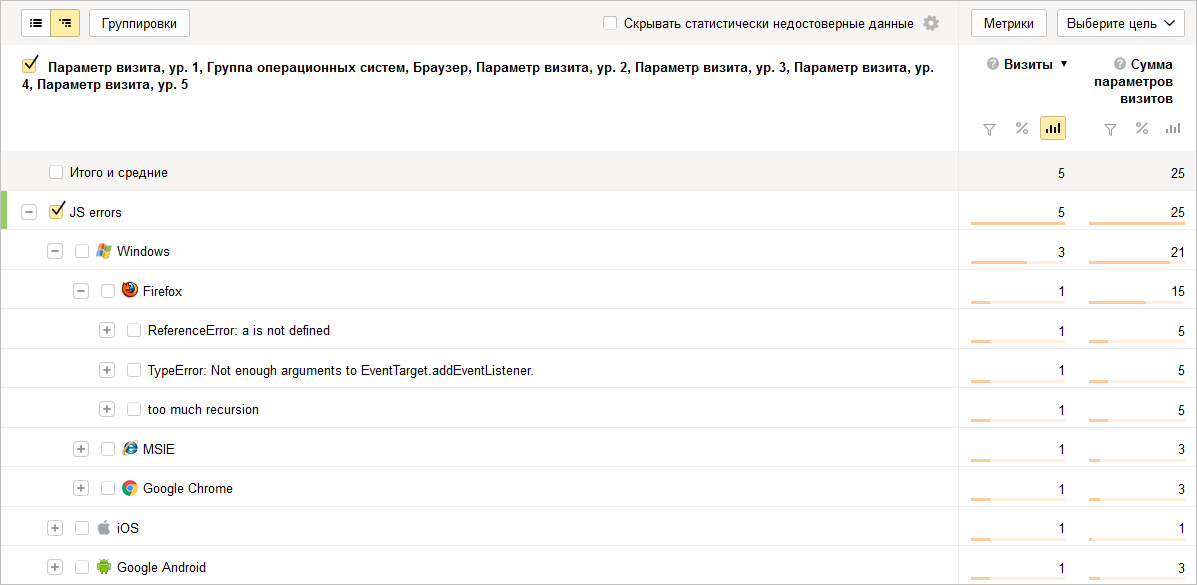 Группировки
Скрывать статистически недостоверные данные
Метрики
Выберите цель
Параметр визита, ур. 1, Группа операционных систем, Браузер, Параметр визита, ур. 2, Параметр визита, ур. 3, Параметр визита, ур.
4, Параметр визита, ур. 5
? Визиты ▼
? Сумма
параметров
визитов
%
%
Итого и средние 5 25
JS errors 5 25
Windows 3 21
Firefox 1 15
ReferenceError: a is not defined 1 5
TypeError: Not enough arguments to EventTarget.addEventListener. 1 5
too much recursion 1 5
MSIE 1 3
Google Chrome 1 3
iOS 1 1
Google Android 1 3